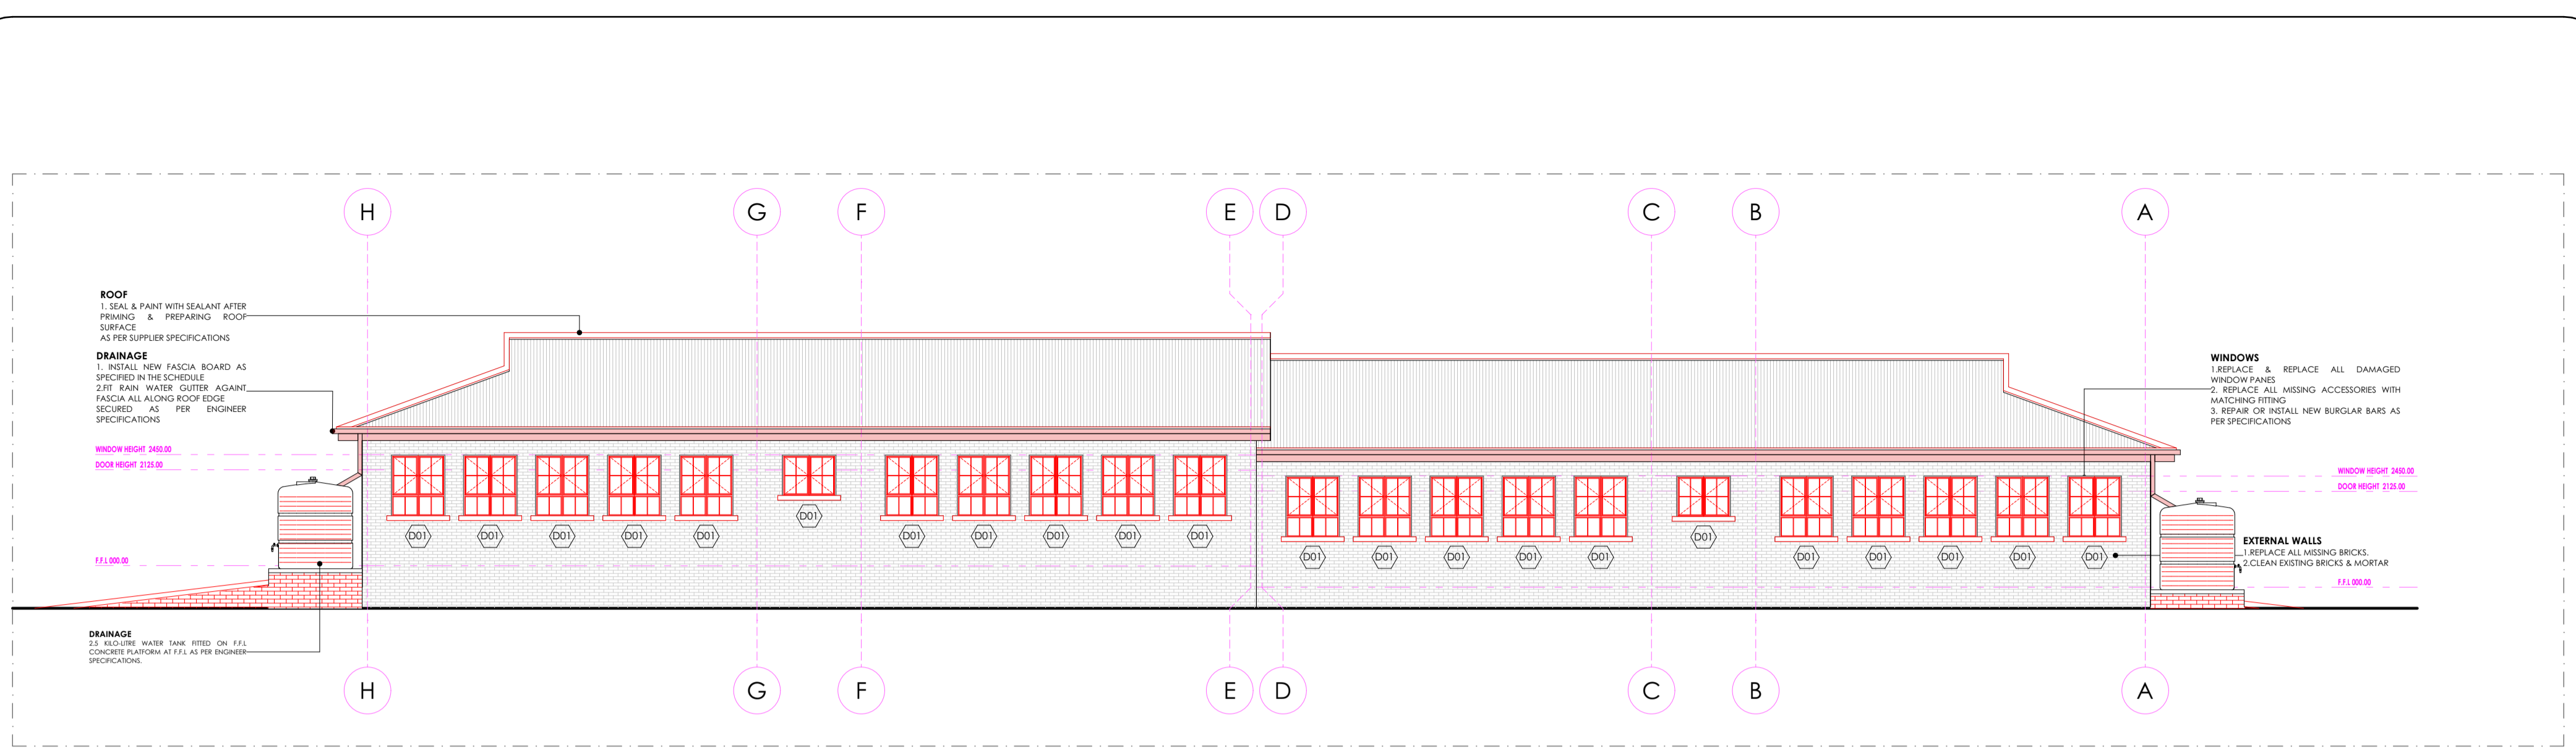 H G F E D C B A
ROOF
1. SEAL & PAINT WITH SEALANT AFTER
PRIMING & PREPARING ROOF
SURFACE
AS PER SUPPLIER SPECIFICATIONS
DRAINAGE
1. INSTALL NEW FASCIA BOARD AS
SPECIFIED IN THE SCHEDULE
2.FIT RAIN WATER GUTTER AGAINT
FASCIA ALL ALONG ROOF EDGE
SECURED AS PER ENGINEER
SPECIFICATIONS
WINDOWS
1.REPLACE & REPLACE ALL DAMAGED
WINDOW PANES
2. REPLACE ALL MISSING ACCESSORIES WITH
MATCHING FITTING
3. REPAIR OR INSTALL NEW BURGLAR BARS AS
PER SPECIFICATIONS
WINDOW HEIGHT 2450.00
DOOR HEIGHT 2125.00
WINDOW HEIGHT 2450.00
DOOR HEIGHT 2125.00
D01
D01 D01 D01 D01 D01 D01 D01 D01 D01 D01
D01
D01 D01 D01 D01 D01 D01 D01 D01 D01 D01
F.F.L 000.00
EXTERNAL WALLS
1.REPLACE ALL MISSING BRICKS.
2.CLEAN EXISTING BRICKS & MORTAR
F.F.L 000.00
DRAINAGE
2.5 KILO-LITRE WATER TANK FITTED ON F.F.L
CONCRETE PLATFORM AT F.F.L AS PER ENGINEER
SPECIFICATIONS.
H G F E D C B A